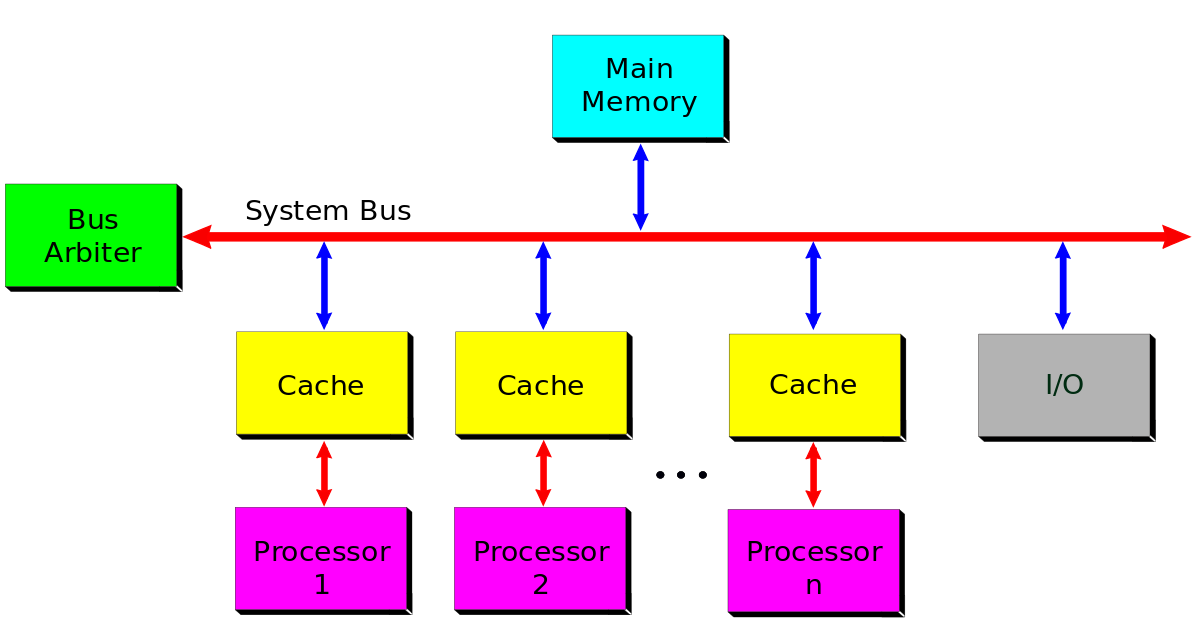 Main
Memory
System Bus
Bus
Arbiter
Cache
Cache
Cache
I/O
...
Processor
1
Processor
2
Processor
n